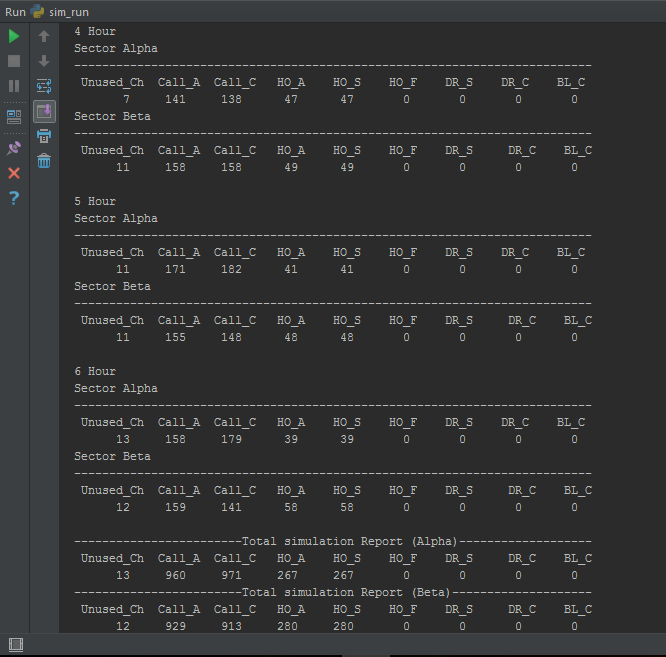 Run sim_run
4 Hour
Sector Alpha
--------------------------------------------------------------------------
Unused_Ch Call_A Call_C HO_A HO_S HO_F DR_S DR_C BL_C
7 141 138 47 47 0 0 0 0
Sector Beta
--------------------------------------------------------------------------
Unused_Ch Call_A Call_C HO_A HO_S HO_F DR_S DR_C BL_C
11 158 158 49 49 0 0 0 0
5 Hour
Sector Alpha
--------------------------------------------------------------------------
Unused_Ch Call_A Call_C HO_A HO_S HO_F DR_S DR_C BL_C
11 171 182 41 41 0 0 0 0
Sector Beta
--------------------------------------------------------------------------
Unused_Ch Call_A Call_C HO_A HO_S HO_F DR_S DR_C BL_C
11 155 148 48 48 0 0 0 0
6 Hour
Sector Alpha
--------------------------------------------------------------------------
Unused_Ch Call_A Call_C HO_A HO_S HO_F DR_S DR_C BL_C
13 158 179 39 39 0 0 0 0
Sector Beta
--------------------------------------------------------------------------
Unused_Ch Call_A Call_C HO_A HO_S HO_F DR_S DR_C BL_C
12 159 141 58 58 0 0 0 0
------------------------Total simulation Report (Alpha)-------------------
Unused_Ch Call_A Call_C HO_A HO_S HO_F DR_S DR_C BL_C
13 960 971 267 267 0 0 0 0
------------------------Total simulation Report (Beta)--------------------
Unused_Ch Call_A Call_C HO_A HO_S HO_F DR_S DR_C BL_C
12 929 913 280 280 0 0 0 0